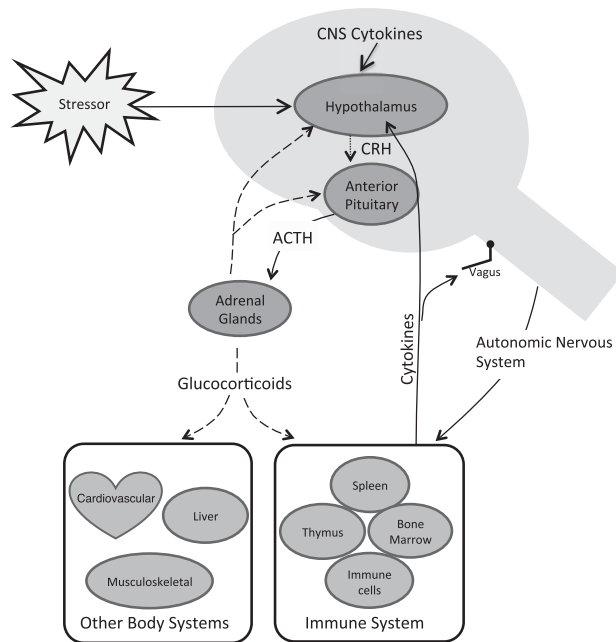 CNS Cytokines
Stressor
Hypothalamus
CRH
Anterior
Pituitary
ACTH
Vagus
Adrenal
Glands
Cytokines
Autonomic Nervous
System
Glucocorticoids
Cardiovascular
Liver
Musculoskeletal
Other Body Systems
Spleen
Thymus
Bone
Marrow
Immune
cells
Immune System